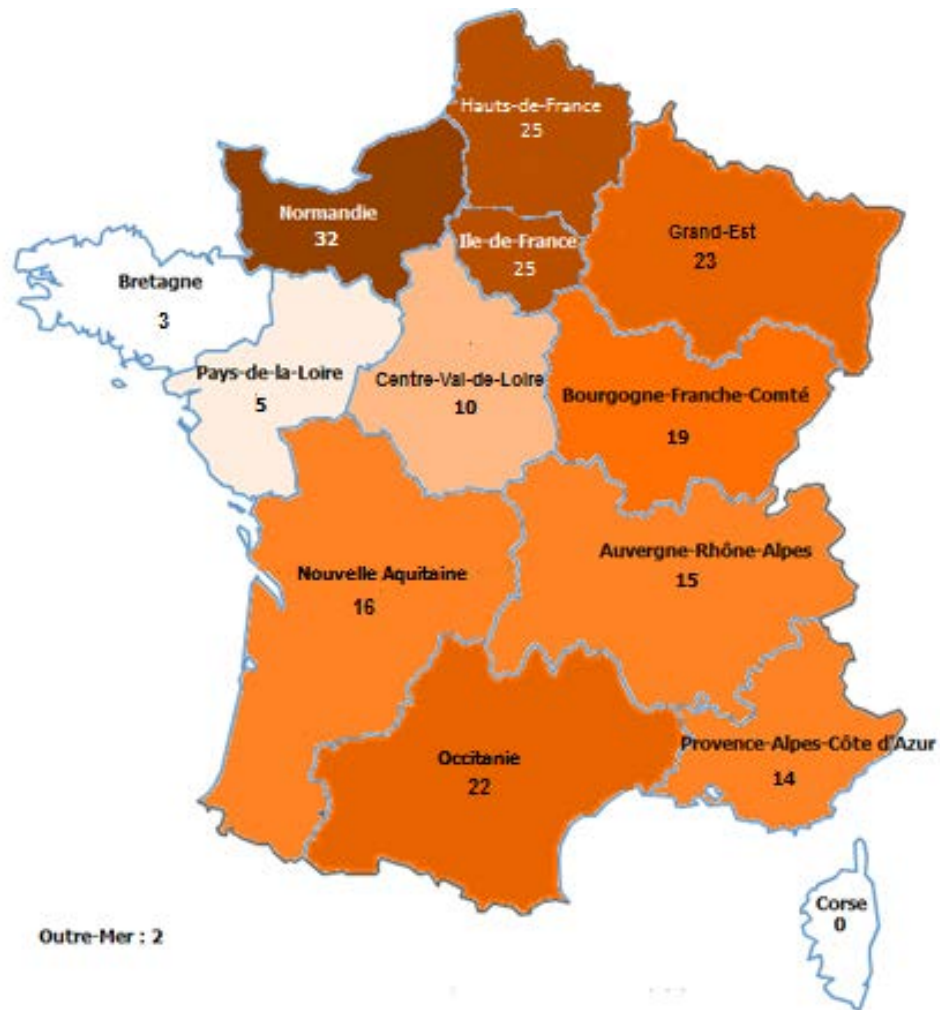 Hauts-de-France
25
Normandie
32
Ile-de-France
25
Grand-Est
23
Bretagne
3
Pays-de-la-Loire
5
Centre-Val-de-Loire
10
Bourgogne-Franche-Comté
19
Auvergne-Rhône-Alpes
15
Nouvelle Aquitaine
16
Provence-Alpes-Côte d'Azur
14
Occitanie
22
Corse
0
Outre-Mer : 2